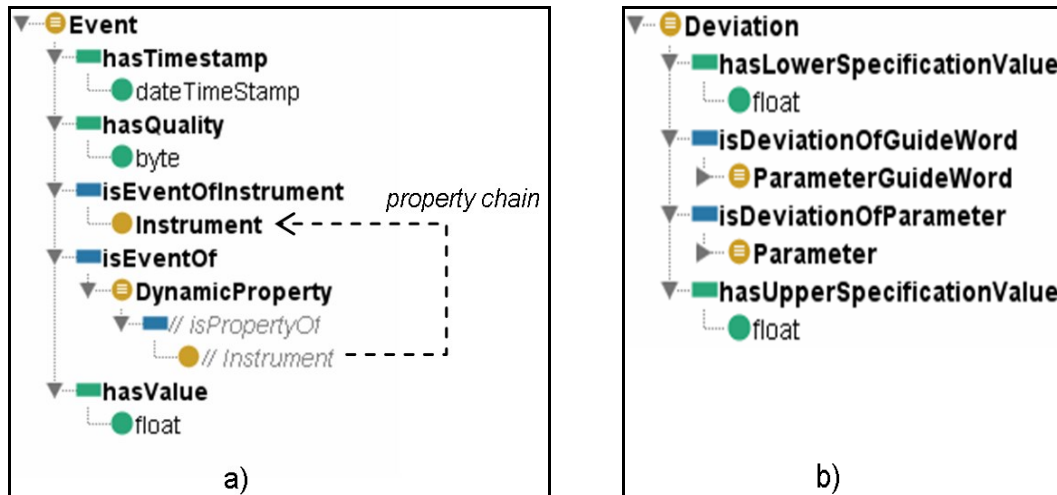 Event
hasTimestamp
dateTimeStamp
hasQuality
byte
isEventOfInstrument
property chain
Instrument
isEventOf
DynamicProperty
// isPropertyOf
// Instrument
hasValue
float
a)
Deviation
hasLowerSpecificationValue
float
isDeviationOfGuideWord
ParameterGuideWord
isDeviationOfParameter
Parameter
hasUpperSpecificationValue
float
b)